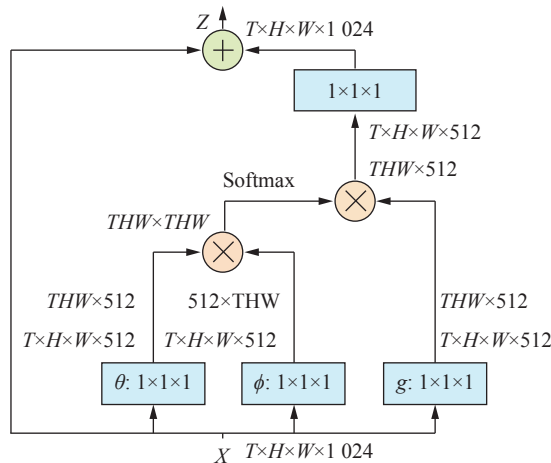 Z
T×H×W×1 024
1×1×1
T×H×W×512
THW×512
Softmax
THW×THW
THW×512
512×THW
THW×512
T×H×W×512
T×H×W×512
T×H×W×512
θ: 1×1×1
ϕ: 1×1×1
g: 1×1×1
X
T×H×W×1 024